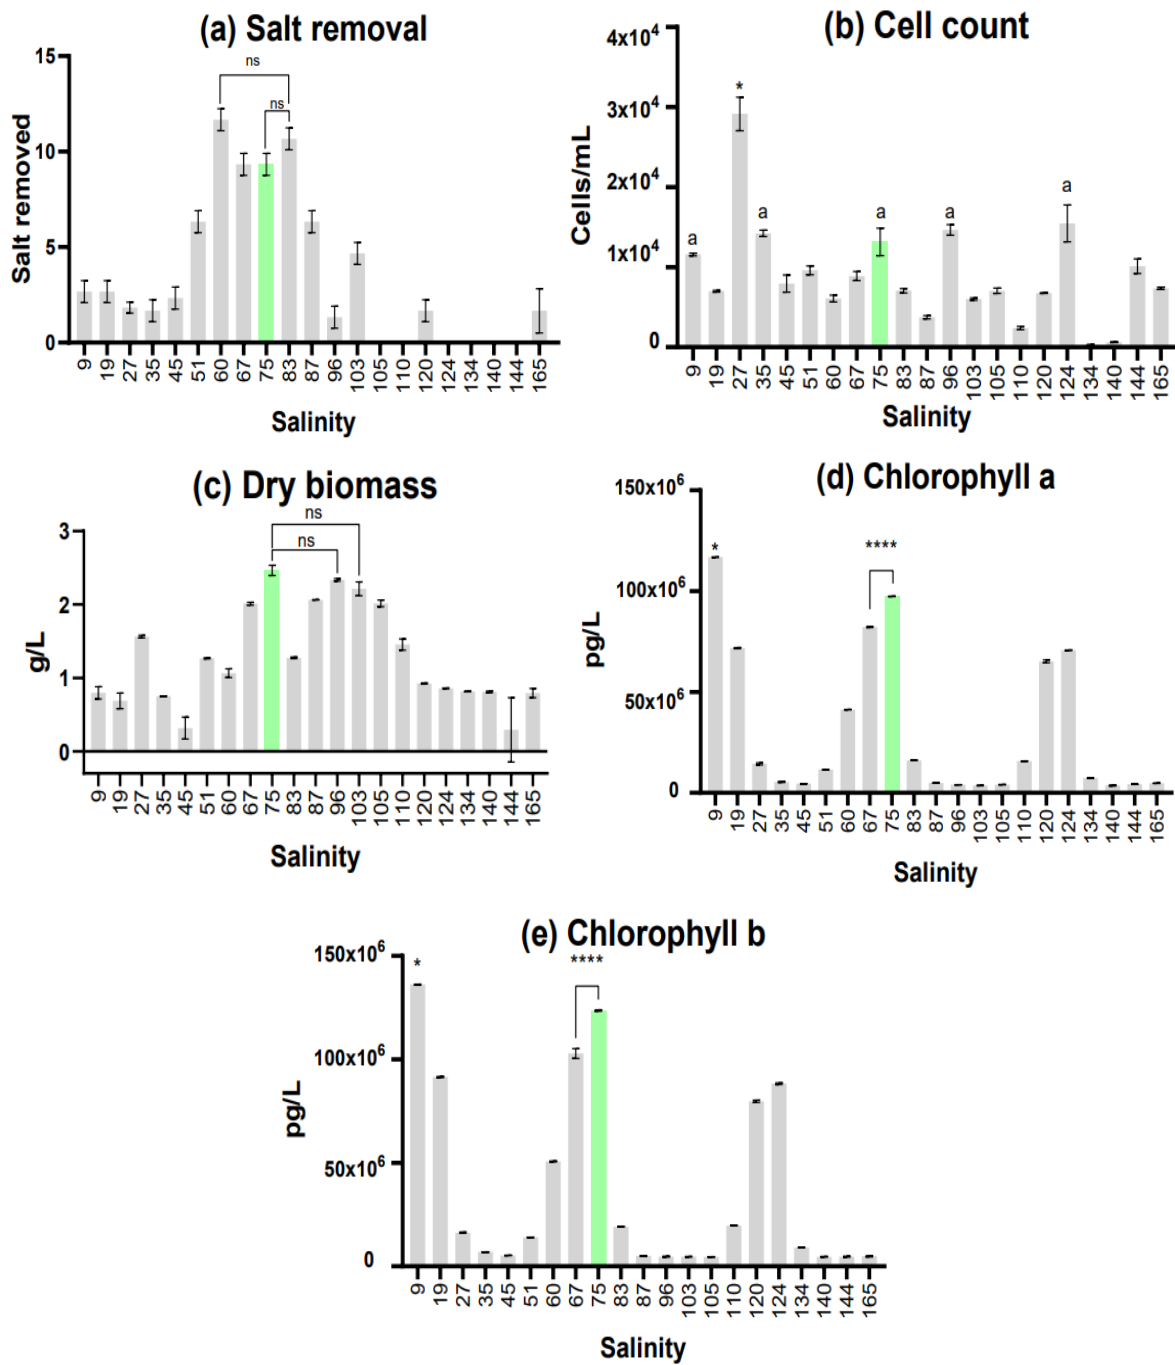 (a) Salt removal
Salt removed
15
10
5
0
ns
ns
9 19 27 35 45 51 60 67 75 83 87 96 103 105 110 120 124 134 140 144 165
Salinity
(b) Cell count
Cells/mL
4x10⁴
3x10⁴
2x10⁴
1x10⁴
0
a * a a a a
9 19 27 35 45 51 60 67 75 83 87 96 103 105 110 120 124 134 140 144 165
Salinity
(c) Dry biomass
g/L
3
2
1
0
ns
ns
9 19 27 35 45 51 60 67 75 83 87 96 103 105 110 120 124 134 140 144 165
Salinity
(d) Chlorophyll a
pg/L
150x10⁶
100x10⁶
50x10⁶
0
* ****
9 19 27 35 45 51 60 67 75 83 87 96 103 105 110 120 124 134 140 144 165
Salinity
(e) Chlorophyll b
pg/L
150x10⁶
100x10⁶
50x10⁶
0
* ****
9 19 27 35 45 51 60 67 75 83 87 96 103 105 110 120 124 134 140 144 165
Salinity